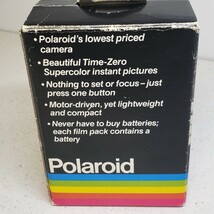 • Polaroid's lowest priced
camera
• Beautiful Time-Zero
Supercolor instant pictures
• Nothing to set or focus–just
press one button
• Motor-driven, yet lightweight
and compact
• Never have to buy batteries;
each film pack contains a
battery
Polaroid